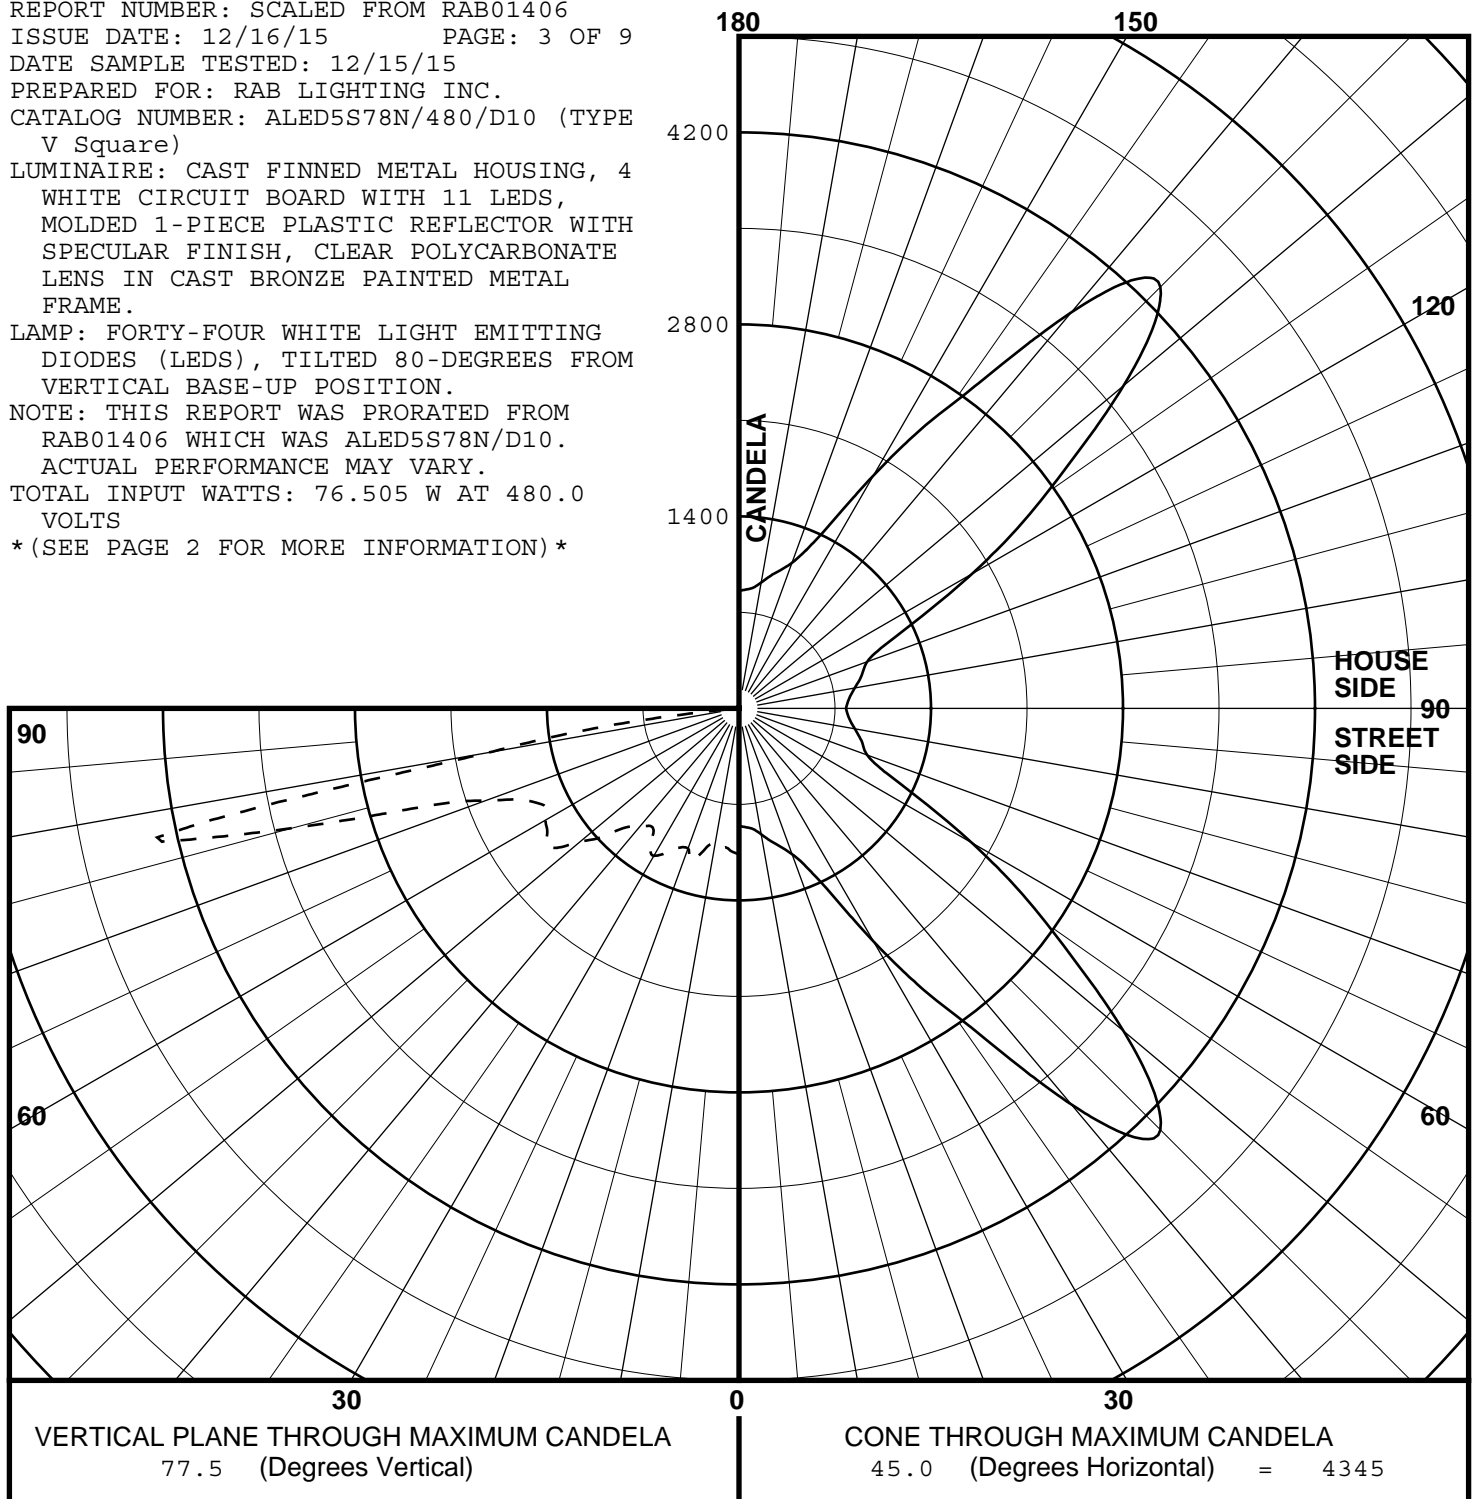 REPORT NUMBER: SCALED FROM RAB01406
ISSUE DATE: 12/16/15 PAGE: 3 OF 9
DATE SAMPLE TESTED: 12/15/15
PREPARED FOR: RAB LIGHTING INC.
CATALOG NUMBER: ALED5S78N/480/D10 (TYPE
V Square)
LUMINAIRE: CAST FINNED METAL HOUSING, 4
WHITE CIRCUIT BOARD WITH 11 LEDS,
MOLDED 1-PIECE PLASTIC REFLECTOR WITH
SPECULAR FINISH, CLEAR POLYCARBONATE
LENS IN CAST BRONZE PAINTED METAL
FRAME.
LAMP: FORTY-FOUR WHITE LIGHT EMITTING
DIODES (LEDS), TILTED 80-DEGREES FROM
VERTICAL BASE-UP POSITION.
NOTE: THIS REPORT WAS PRORATED FROM
RAB01406 WHICH WAS ALED5S78N/D10.
ACTUAL PERFORMANCE MAY VARY.
TOTAL INPUT WATTS: 76.505 W AT 480.0
VOLTS
*(SEE PAGE 2 FOR MORE INFORMATION)*
180
150
4200
120
2800
CANDELA
1400
HOUSE
SIDE
90
90
STREET
SIDE
60
60
30
0
30
VERTICAL PLANE THROUGH MAXIMUM CANDELA
77.5 (Degrees Vertical)
CONE THROUGH MAXIMUM CANDELA
45.0 (Degrees Horizontal) = 4345